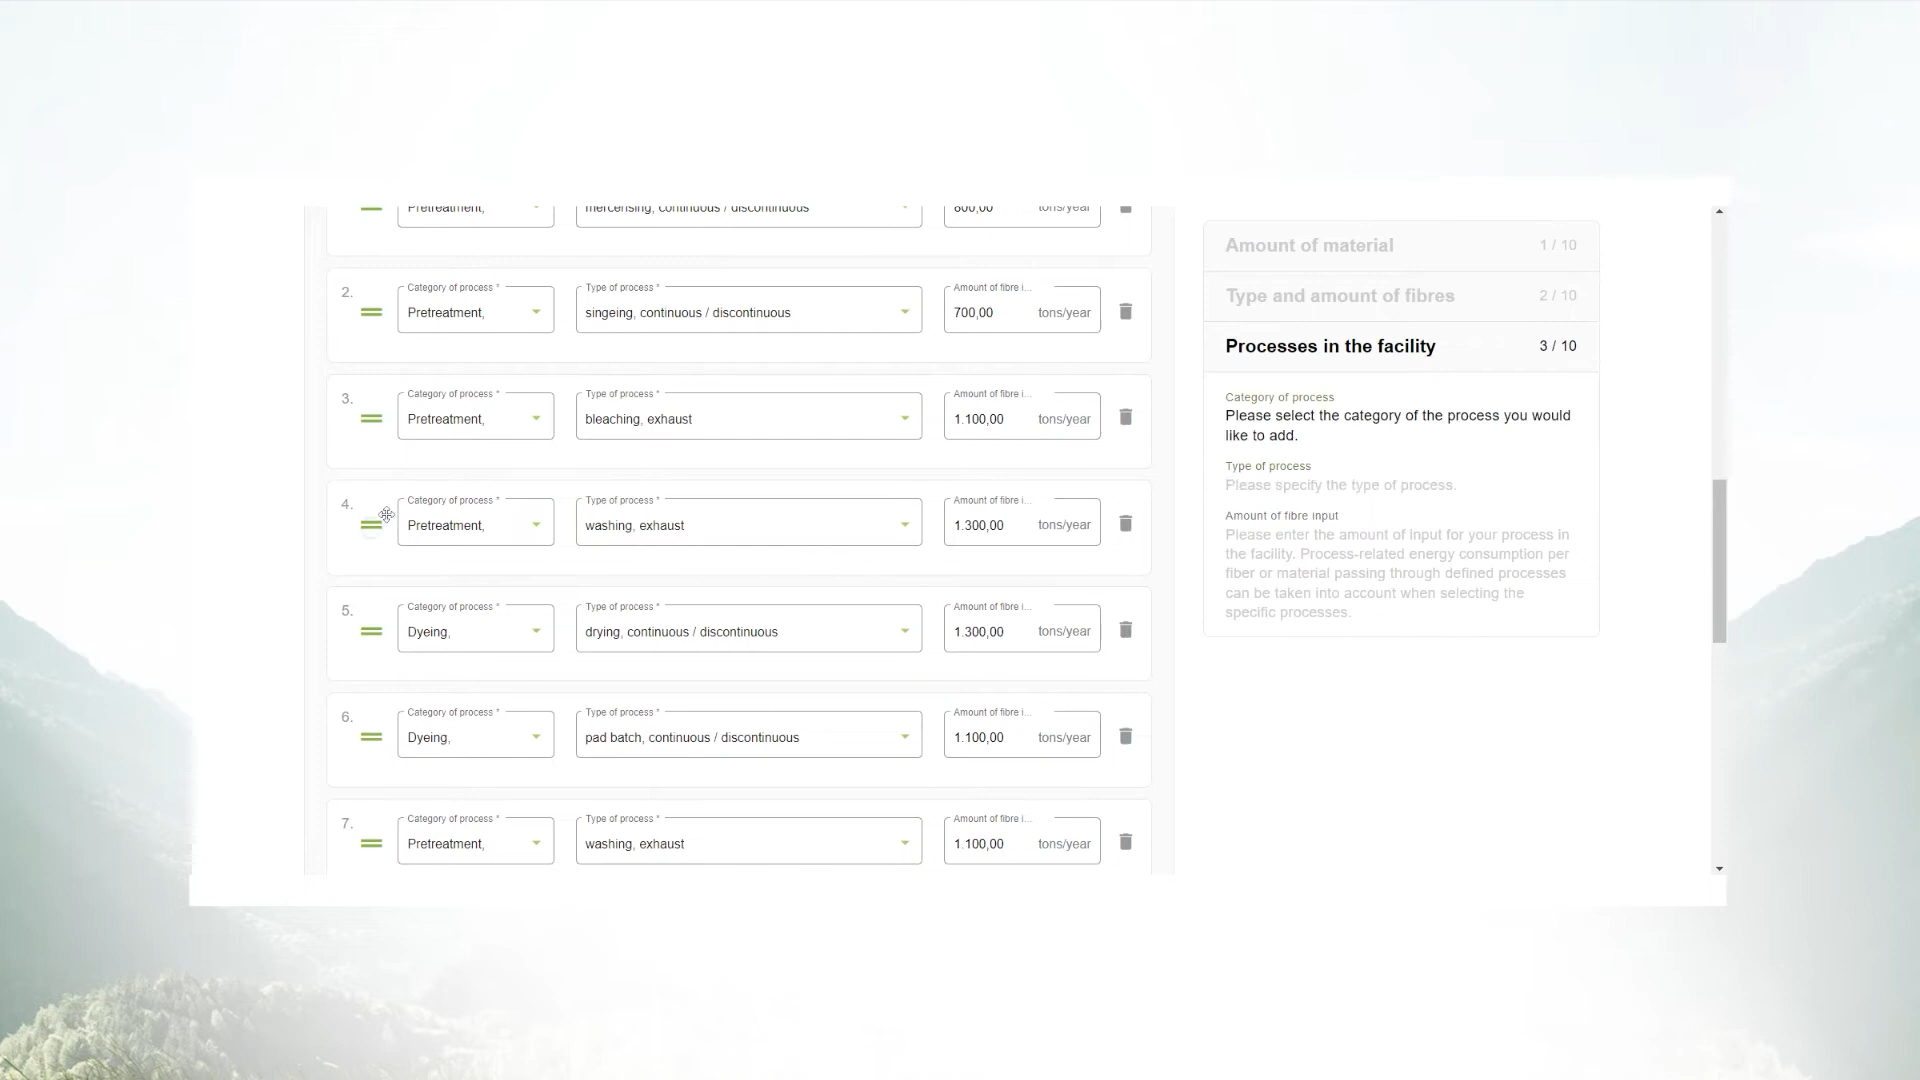 Pretreatment,
mercerising, continuous / discontinuous
800,00
tons/year
2.
Category of process *
Pretreatment,
Type of process *
singeing, continuous / discontinuous
Amount of fibre i...
700,00
tons/year
3.
Category of process *
Pretreatment,
Type of process *
bleaching, exhaust
Amount of fibre i...
1.100,00
tons/year
4.
Category of process *
Pretreatment,
Type of process *
washing, exhaust
Amount of fibre i...
1.300,00
tons/year
5.
Category of process *
Dyeing,
Type of process *
drying, continuous / discontinuous
Amount of fibre i...
1.300,00
tons/year
6.
Category of process *
Dyeing,
Type of process *
pad batch, continuous / discontinuous
Amount of fibre i...
1.100,00
tons/year
7.
Category of process *
Pretreatment,
Type of process *
washing, exhaust
Amount of fibre i...
1.100,00
tons/year
Amount of material 1 / 10
Type and amount of fibres 2 / 10
Processes in the facility 3 / 10
Category of process
Please select the category of the process you would
like to add.
Type of process
Please specify the type of process.
Amount of fibre input
Please enter the amount of input for your process in
the facility. Process-related energy consumption per
fiber or material passing through defined processes
can be taken into account when selecting the
specific processes.